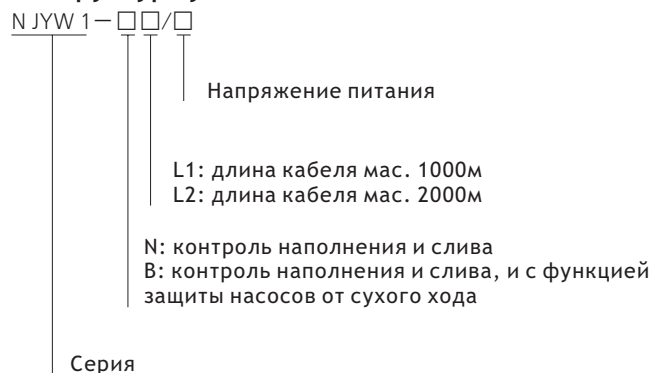 N JYW 1－□□/□
Напряжение питания
L1: длина кабеля мас. 1000м
L2: длина кабеля мас. 2000м
N: контроль наполнения и слива
B: контроль наполнения и слива, и с функцией
защиты насосов от сухого хода
Серия